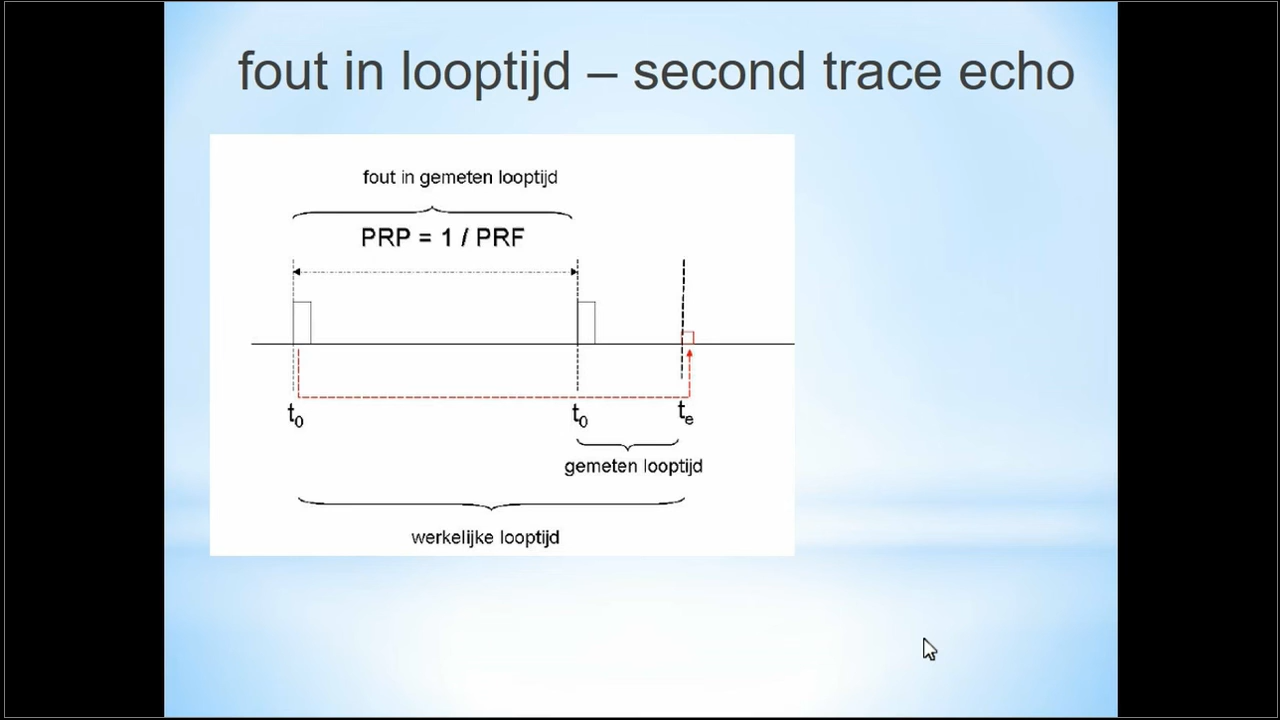 fout in looptijd – second trace echo
fout in gemeten looptijd
PRP = 1 / PRF
t0 t0 te
gemeten looptijd
werkelijke looptijd